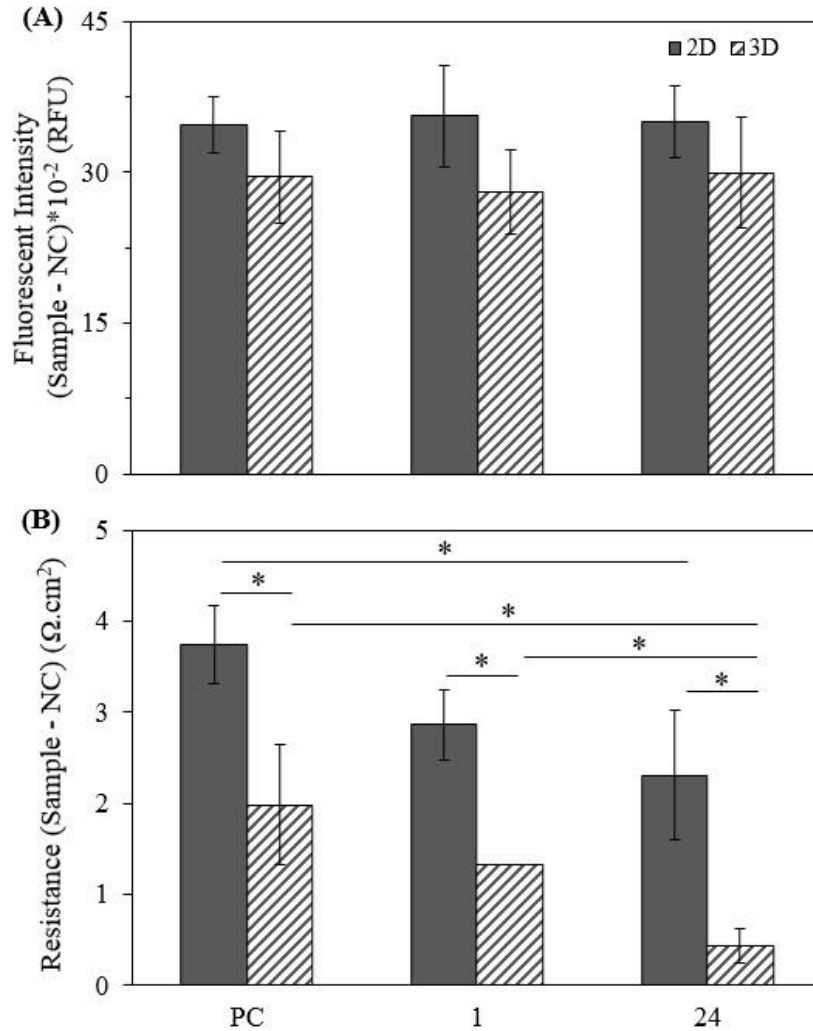 (A)
2D 3D
Fluorescent Intensity
(Sample - NC)*10⁻² (RFU)
45
30
15
0
(B)
Resistance (Sample - NC) (Ω.cm²)
5
4
3
2
1
0
*
*
*
*
*
*
PC 1 24